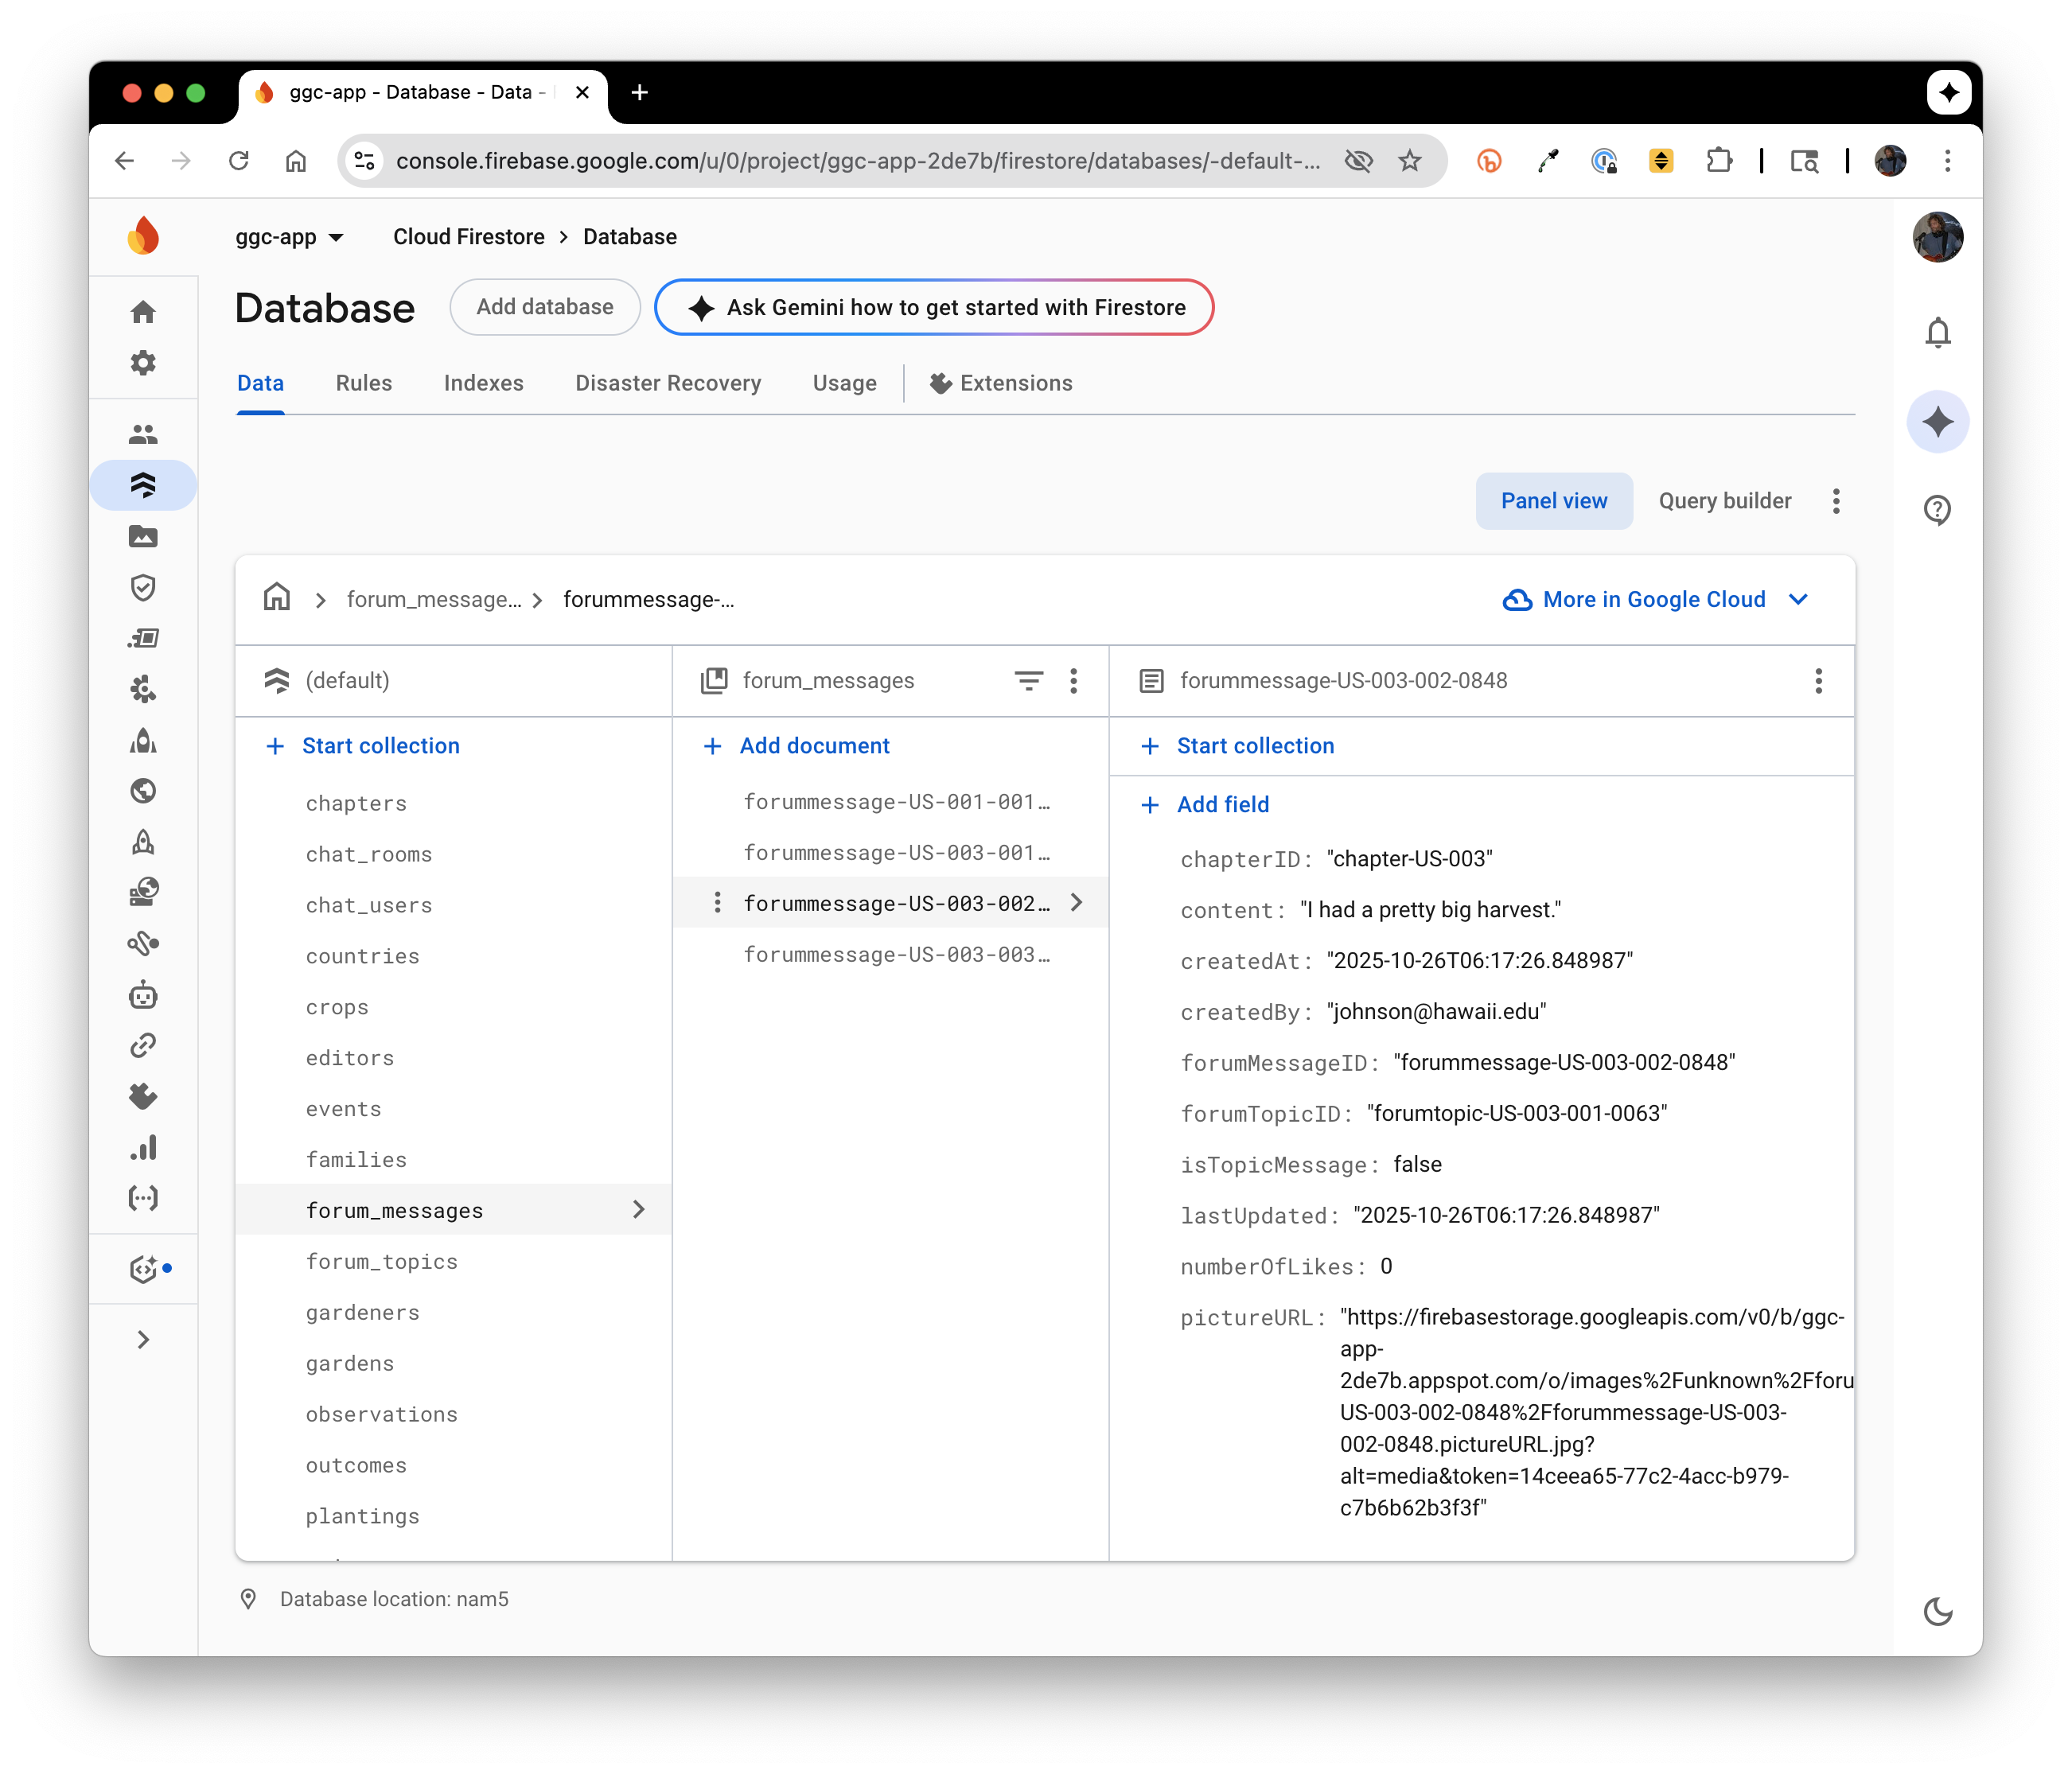 ggc-app - Database - Data -
console.firebase.google.com/u/0/project/ggc-app-2de7b/firestore/databases/-default-...
ggc-app
Cloud Firestore > Database
Database
Add database
Ask Gemini how to get started with Firestore
Data
Rules
Indexes
Disaster Recovery
Usage
Extensions
Panel view
Query builder
forum_message... > forummessage-...
More in Google Cloud
(default)
+ Start collection
chapters
chat_rooms
chat_users
countries
crops
editors
events
families
forum_messages
forum_topics
gardeners
gardens
observations
outcomes
plantings
forum_messages
+ Add document
forummessage-US-001-001…
forummessage-US-003-001…
forummessage-US-003-002…
forummessage-US-003-003…
forummessage-US-003-002-0848
+ Start collection
+ Add field
chapterID: "chapter-US-003"
content: "I had a pretty big harvest."
createdAt: "2025-10-26T06:17:26.848987"
createdBy: "johnson@hawaii.edu"
forumMessageID: "forummessage-US-003-002-0848"
forumTopicID: "forumtopic-US-003-001-0063"
isTopicMessage: false
lastUpdated: "2025-10-26T06:17:26.848987"
numberOfLikes: 0
pictureURL: "https://firebasestorage.googleapis.com/v0/b/ggc-
app-
2de7b.appspot.com/o/images%2Funknown%2Fforu
US-003-002-0848%2Fforummessage-US-003-
002-0848.pictureURL.jpg?
alt=media&token=14ceea65-77c2-4acc-b979-
c7b6b62b3f3f"
Database location: nam5